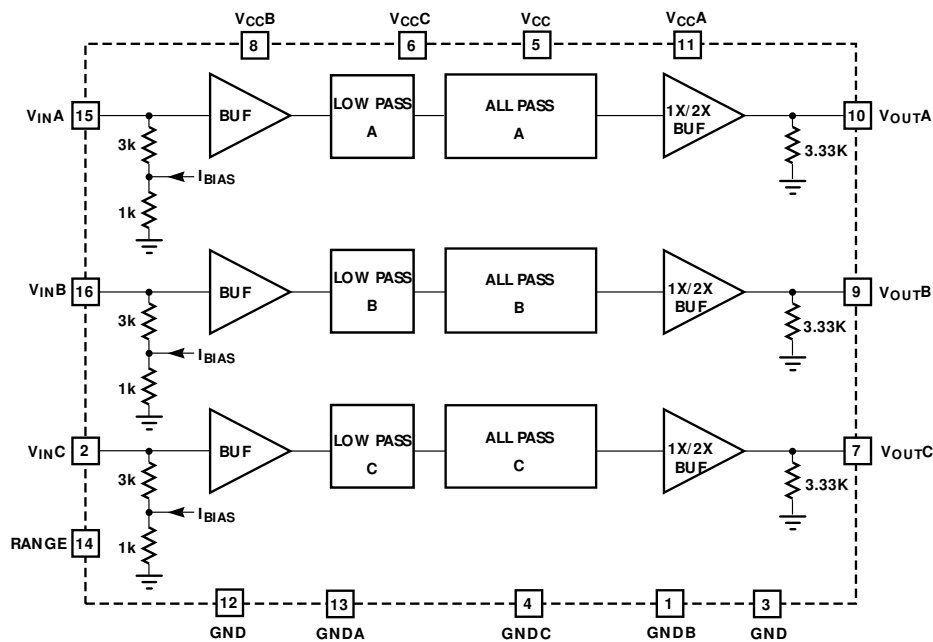 VCCB VCCC VCC VCCA
8 6 5 11
VINA 15 BUF LOW PASS A ALL PASS A 1X/2X BUF 10 VOUTA
3k 3.33K
IBIAS
1k
VINB 16 BUF LOW PASS B ALL PASS B 1X/2X BUF 9 VOUTB
3k 3.33K
IBIAS
1k
VINC 2 BUF LOW PASS C ALL PASS C 1X/2X BUF 7 VOUTC
3k 3.33K
IBIAS
RANGE 14 1k
12 13 4 1 3
GND GNDA GNDC GNDB GND